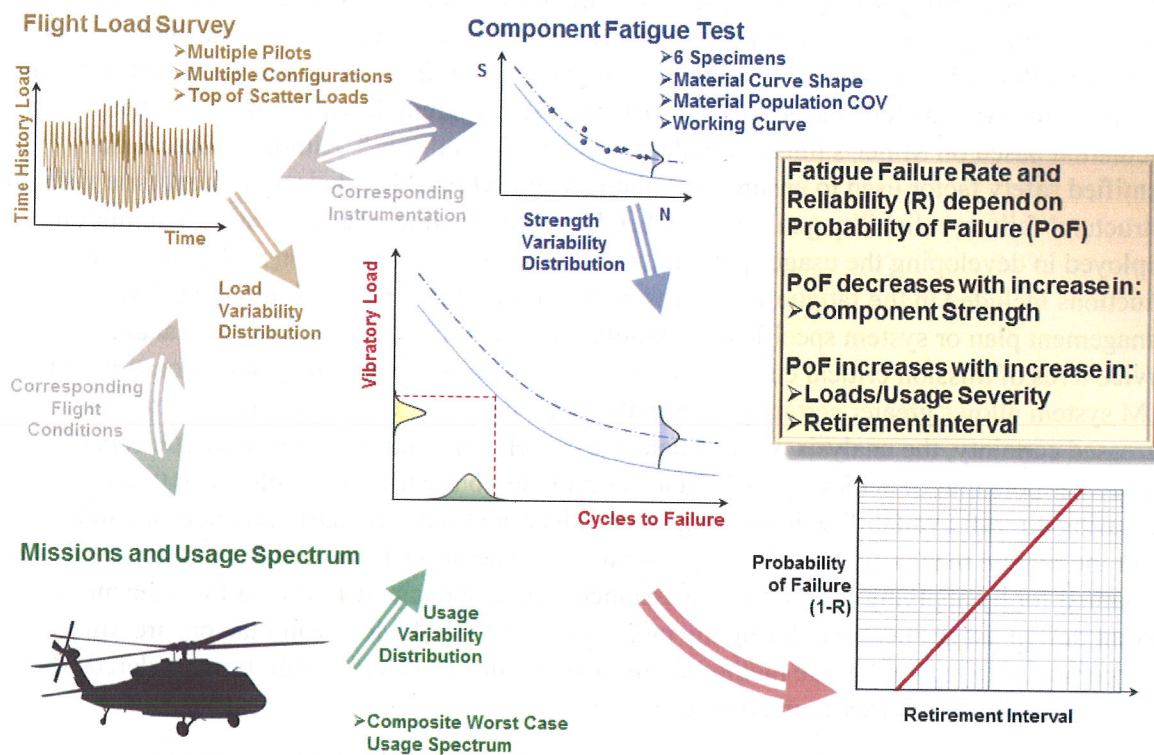 Flight Load Survey
➢Multiple Pilots
➢Multiple Configurations
➢Top of Scatter Loads
Time History Load
Time
Component Fatigue Test
S
N
➢6 Specimens
➢Material Curve Shape
➢Material Population COV
➢Working Curve
Corresponding
Instrumentation
Load
Variability
Distribution
Strength
Variability
Distribution
Fatigue Failure Rate and
Reliability (R) depend on
Probability of Failure (PoF)
PoF decreases with increase in:
➢Component Strength
PoF increases with increase in:
➢Loads/Usage Severity
➢Retirement Interval
Corresponding
Flight
Conditions
Vibratory Load
Cycles to Failure
Missions and Usage Spectrum
Usage
Variability
Distribution
➢Composite Worst Case
Usage Spectrum
Probability
of Failure
(1-R)
Retirement Interval